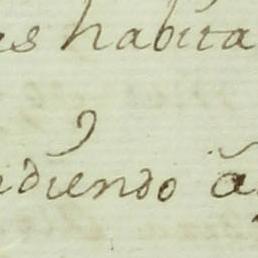 es habita
diendo á